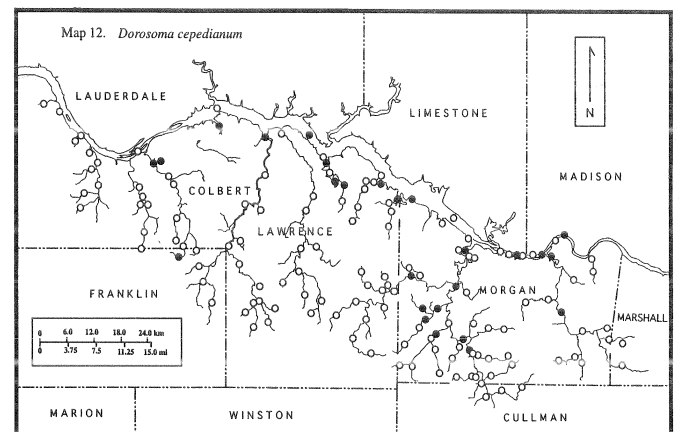 Map 12. Dorosoma cepedianum
LAUDERDALE
LIMESTONE
N
MADISON
COLBERT
LAWRENCE
FRANKLIN
MORGAN
MARSHALL
0 6.0 12.0 18.0 24.0 km
0 3.75 7.5 11.25 15.0 mi
MARION
WINSTON
CULLMAN